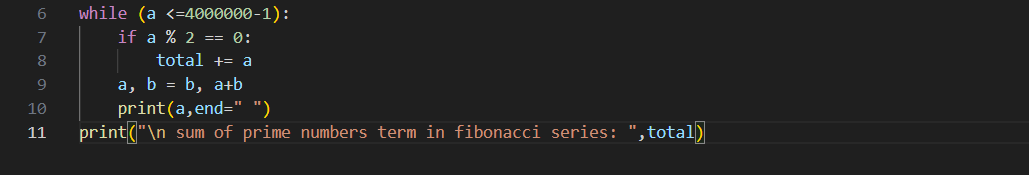 6 while (a <=4000000-1):
7     if a % 2 == 0:
8         total += a
9     a, b = b, a+b
10     print(a,end=" ")
11 print("\n sum of prime numbers term in fibonacci series: ",total)